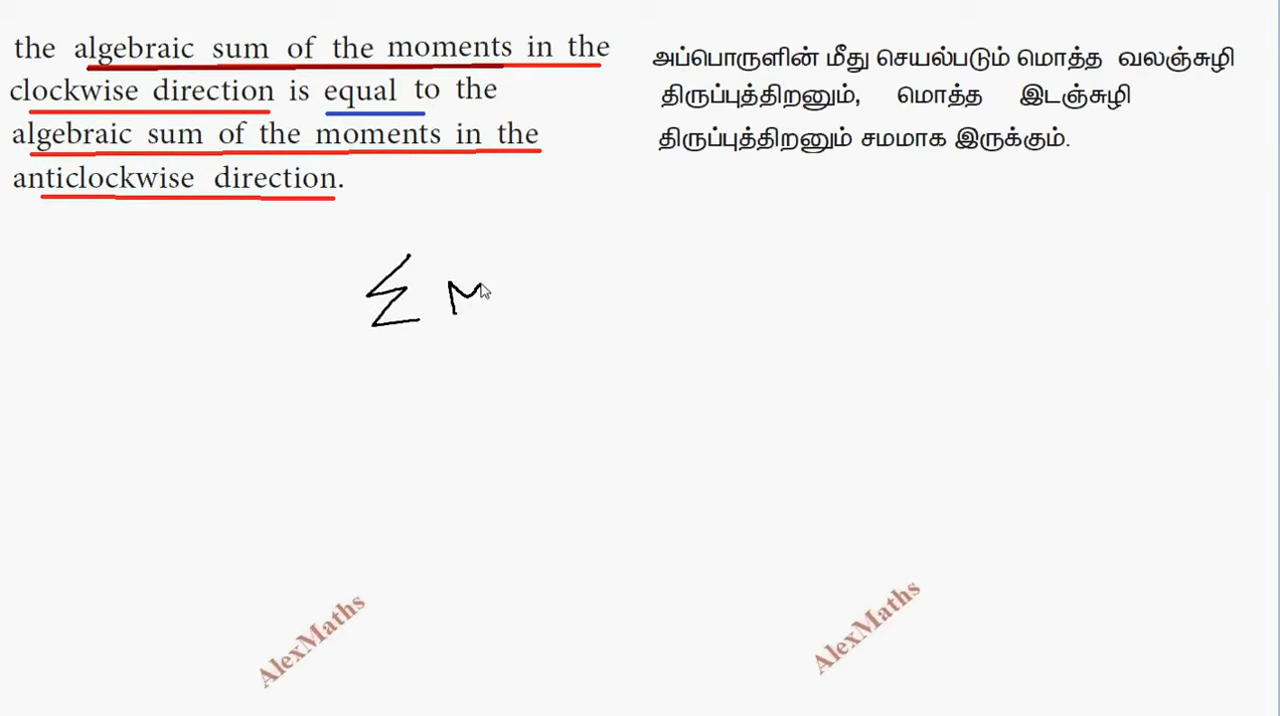 the algebraic sum of the moments in the
clockwise direction is equal to the
algebraic sum of the moments in the
anticlockwise direction.
அப்பொருளின் மீது செயல்படும் மொத்த வலஞ்சுழி
திருப்புத்திறனும், மொத்த இடஞ்சுழி
திருப்புத்திறனும் சமமாக இருக்கும்.
Σ M
AlexMaths
AlexMaths